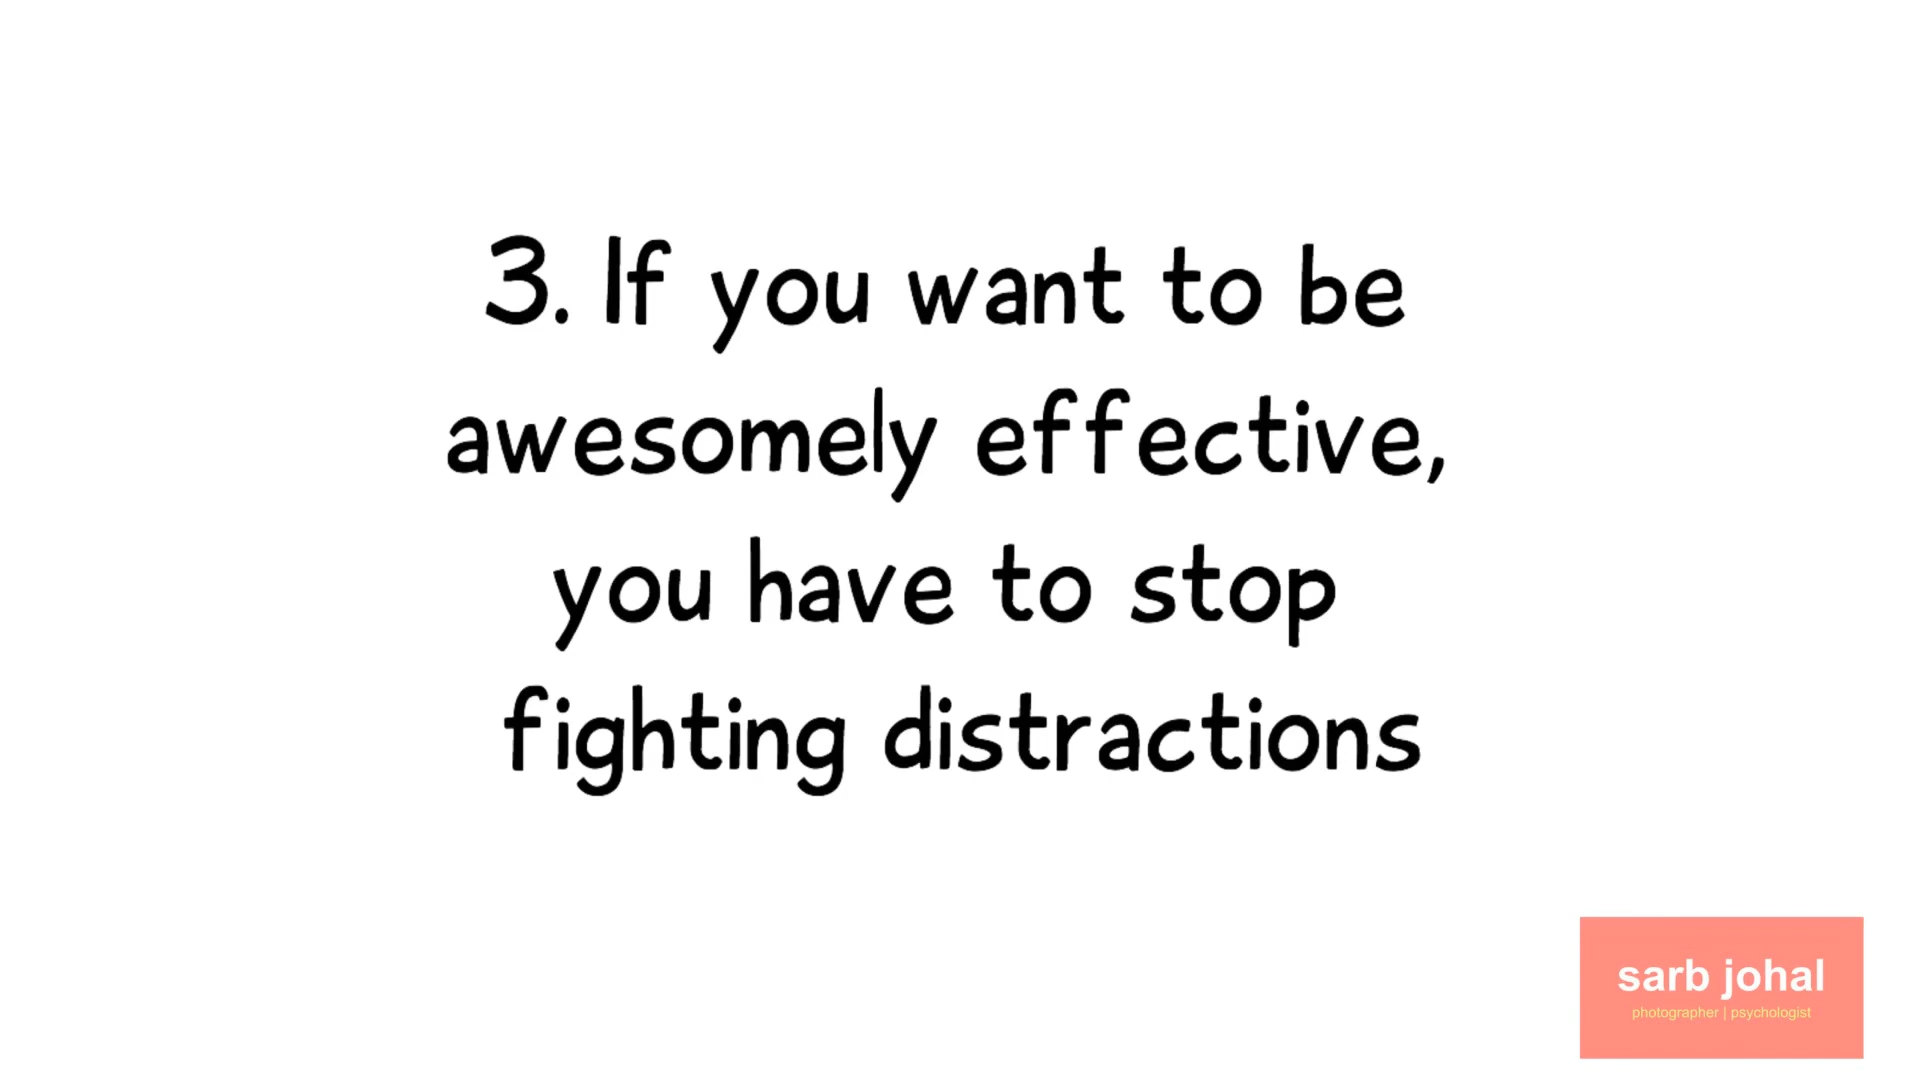 3. If you want to be
awesomely effective,
you have to stop
fighting distractions
sarb johal
photographer | psychologist